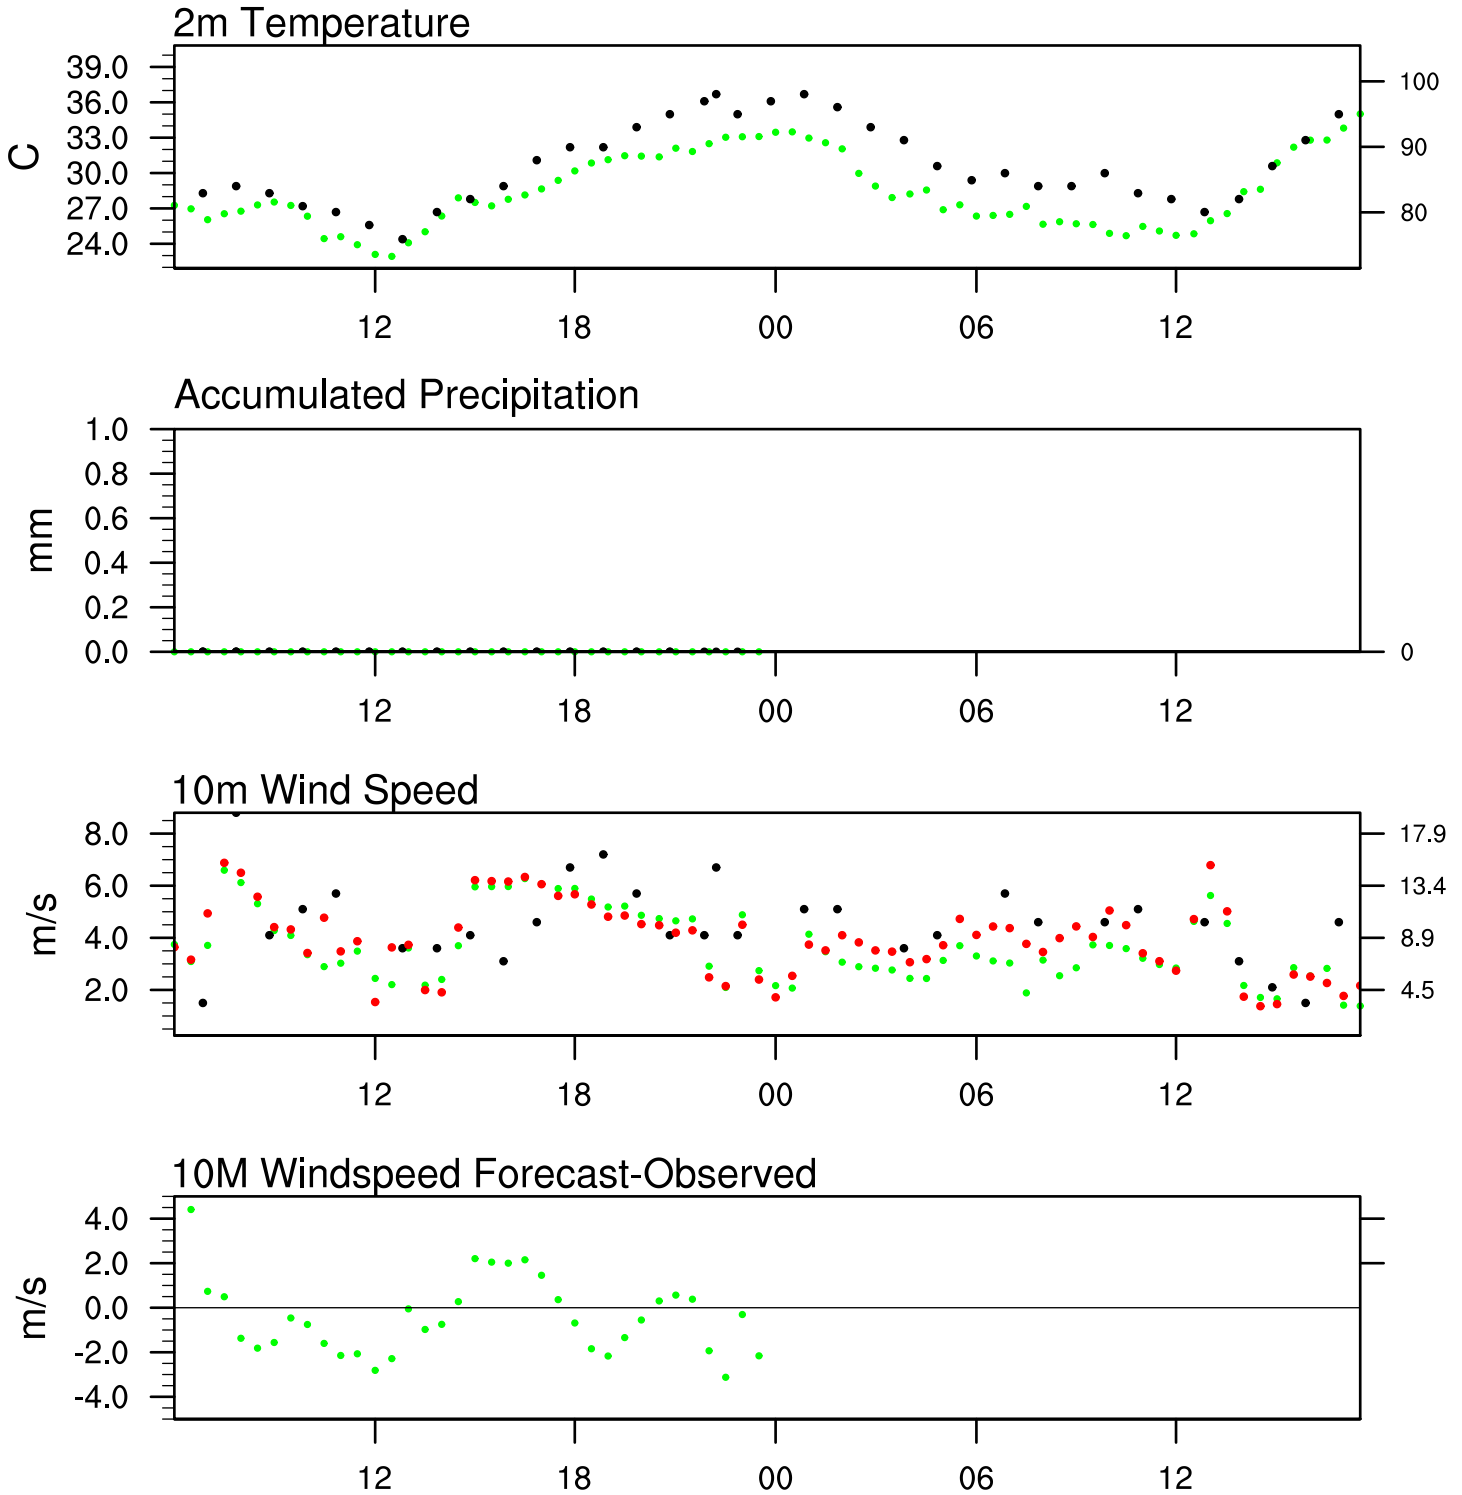 2m Temperature
39.0
36.0
33.0
30.0
27.0
24.0
C
100
90
80
12 18 00 06 12
Accumulated Precipitation
1.0
0.8
0.6
0.4
0.2
0.0
mm
0
12 18 00 06 12
10m Wind Speed
8.0
6.0
4.0
2.0
m/s
17.9
13.4
8.9
4.5
12 18 00 06 12
10M Windspeed Forecast-Observed
4.0
2.0
0.0
-2.0
-4.0
m/s
12 18 00 06 12